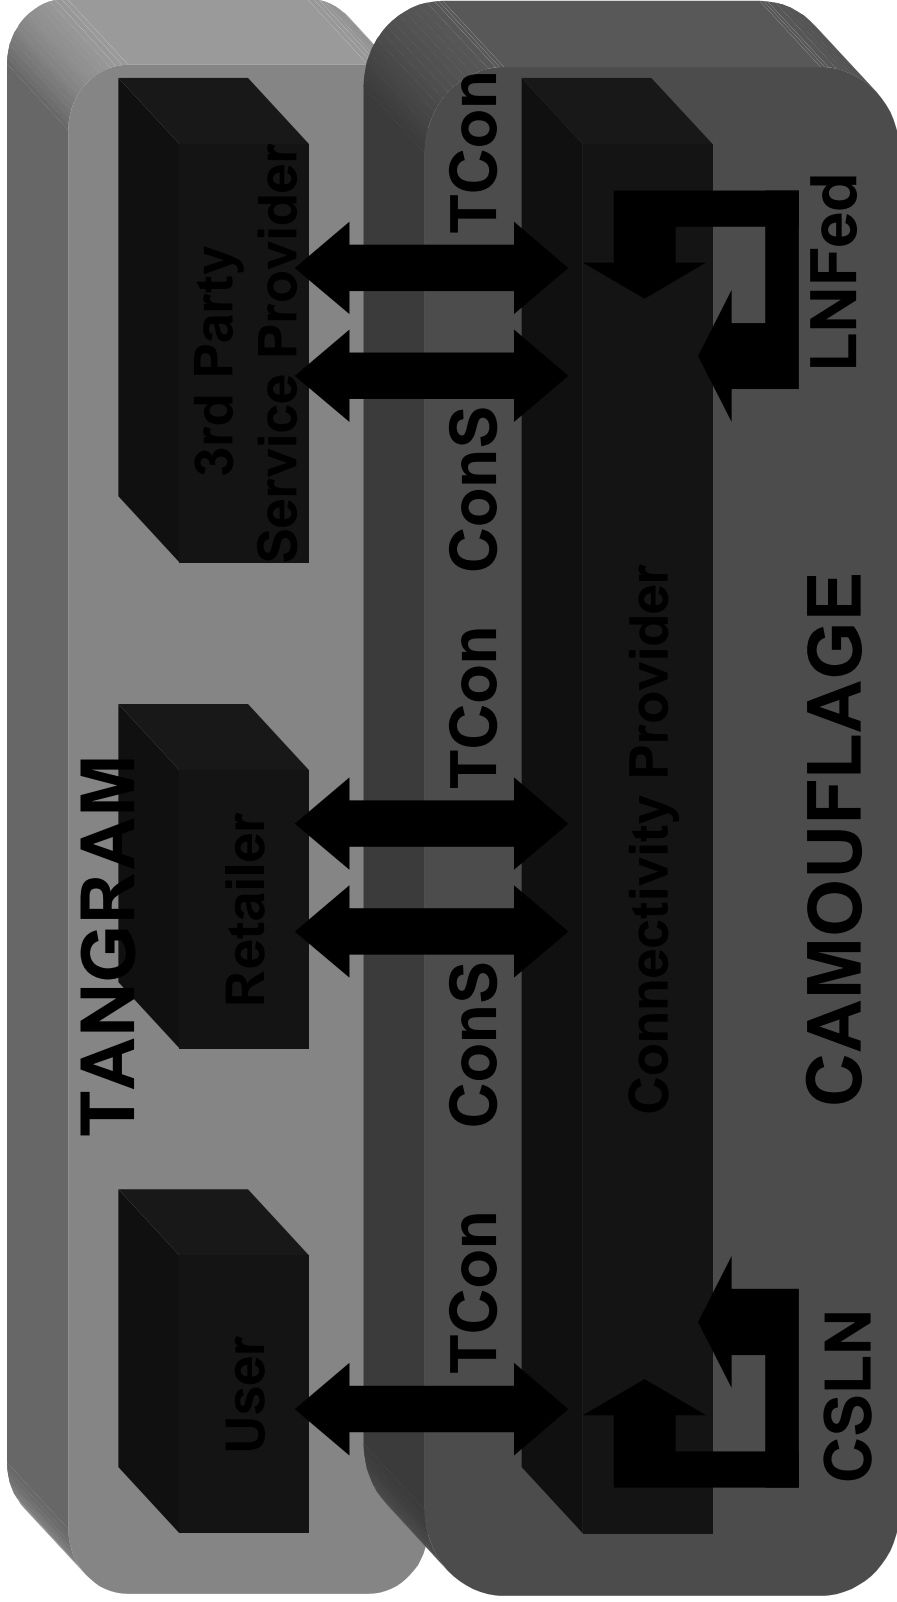 TANGRAM
User
Retailer
3rd Party
Service Provider
TCon
ConS
TCon
ConS
TCon
Connectivity Provider
CSLN
CAMOUFLAGE
LNFed